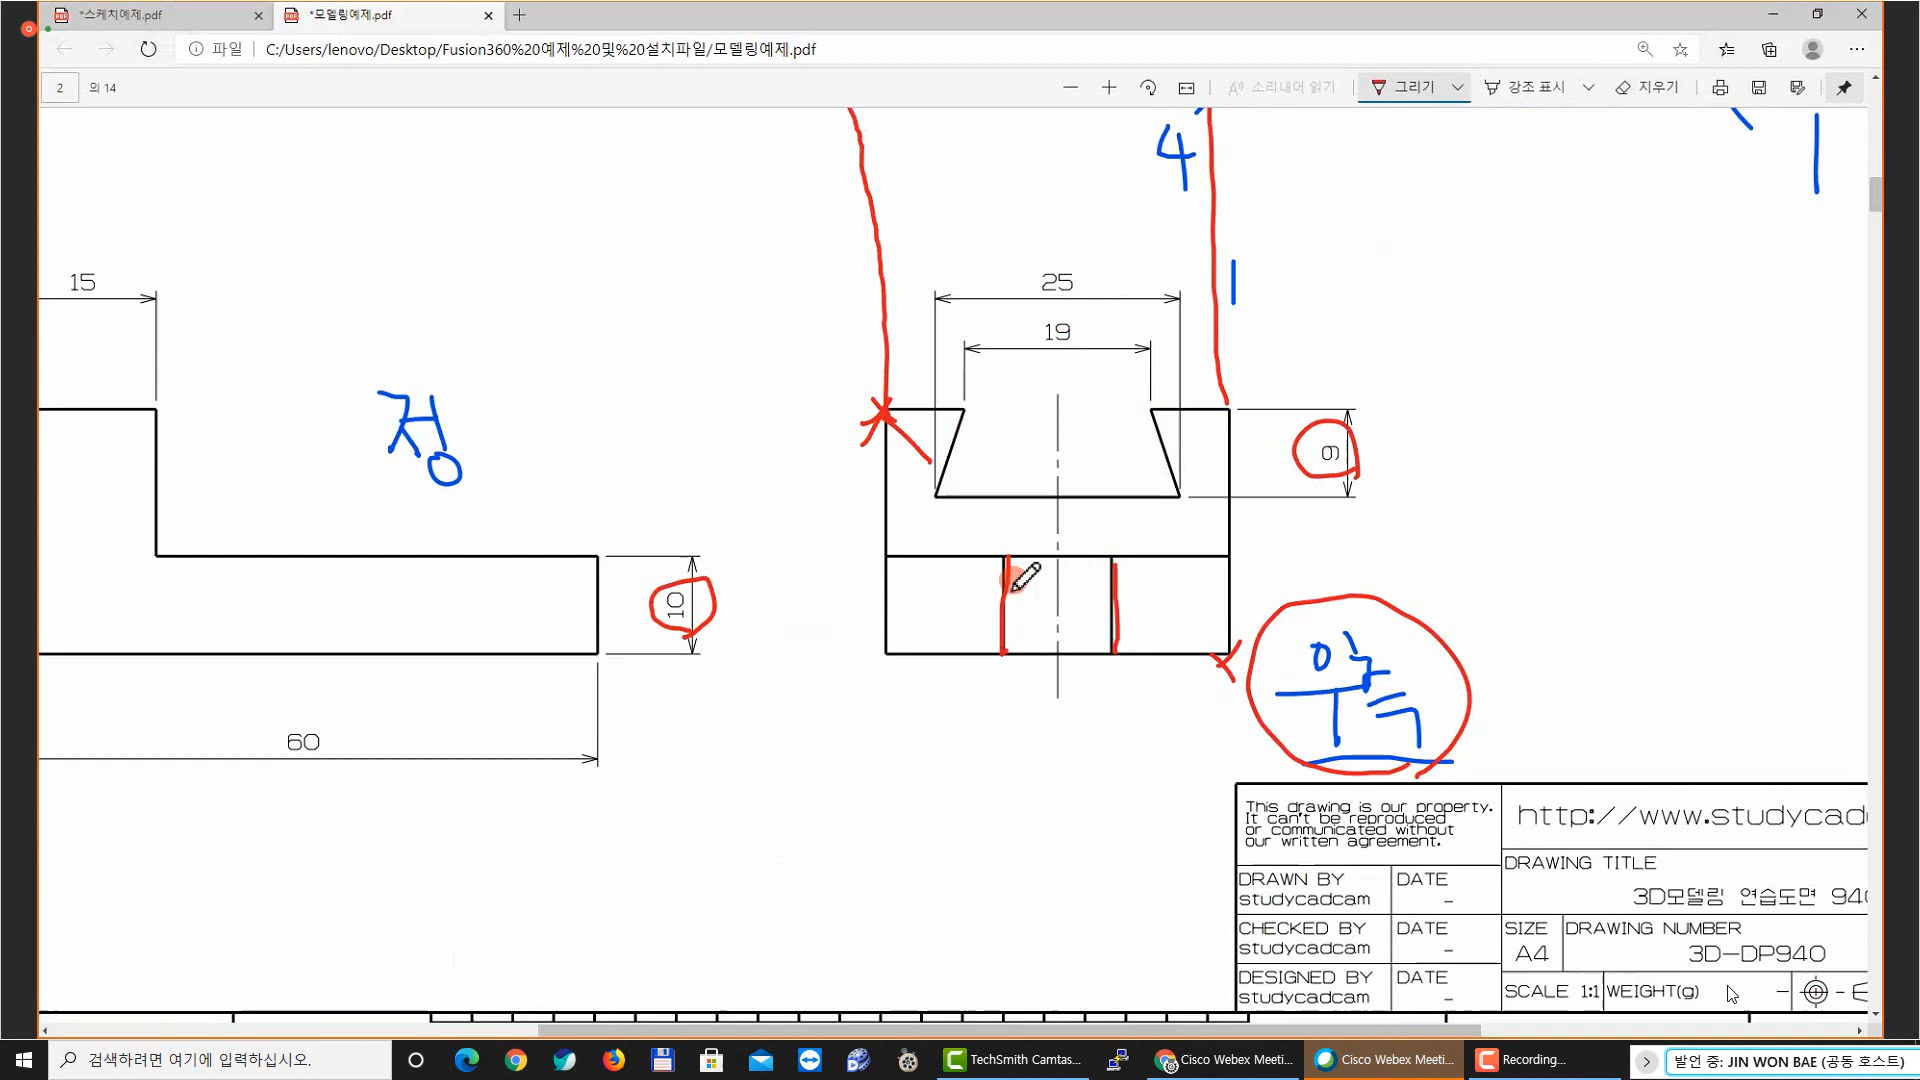 *스케치예제.pdf
*모델링예제.pdf
파일
C:/Users/lenovo/Desktop/Fusion360%20예제%20및%20설치파일/모델링예제.pdf
2 의 14
소리내어 읽기
그리기
강조 표시
지우기
4
15
25
1
19
정
9
10
60
This drawing is our property.
It can't be reproduced
or communicated without
our written agreement.
http://www.studycad
DRAWING TITLE
3D모델링 연습도면 940
DRAWN BY
studycadcam
DATE
-
CHECKED BY
studycadcam
DATE
-
SIZE
A4
DRAWING NUMBER
3D-DP940
DESIGNED BY
studycadcam
DATE
-
SCALE 1:1
WEIGHT(g)
-
검색하려면 여기에 입력하십시오.
TechSmith Camtas...
Cisco Webex Meeti...
Cisco Webex Meeti...
Recording...
발언 중: JIN WON BAE (공동 호스트)